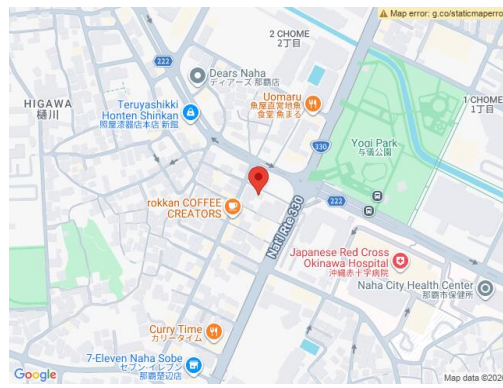 Map error: g.co/staticmaperro
2 CHOME
2丁目
222
Dears Naha
ディアーズ 那覇店
HIGAWA
樋川
Teruyashikki
Honten Shinkan
照屋漆器店本店 新館
Uomaru
魚屋直営地魚
食堂 魚まる
1 CHOME
1丁目
330
Yogi Park
与儀公園
rokkan COFFEE
CREATORS
222
Nat'l Rte 330
Japanese Red Cross
Okinawa Hospital
沖縄赤十字病院
Naha City Health Center
那覇市保健所
Curry Time
カリータイム
7-Eleven Naha Sobe
セブン-イレブン
那覇楚辺店
Google
Map data ©202